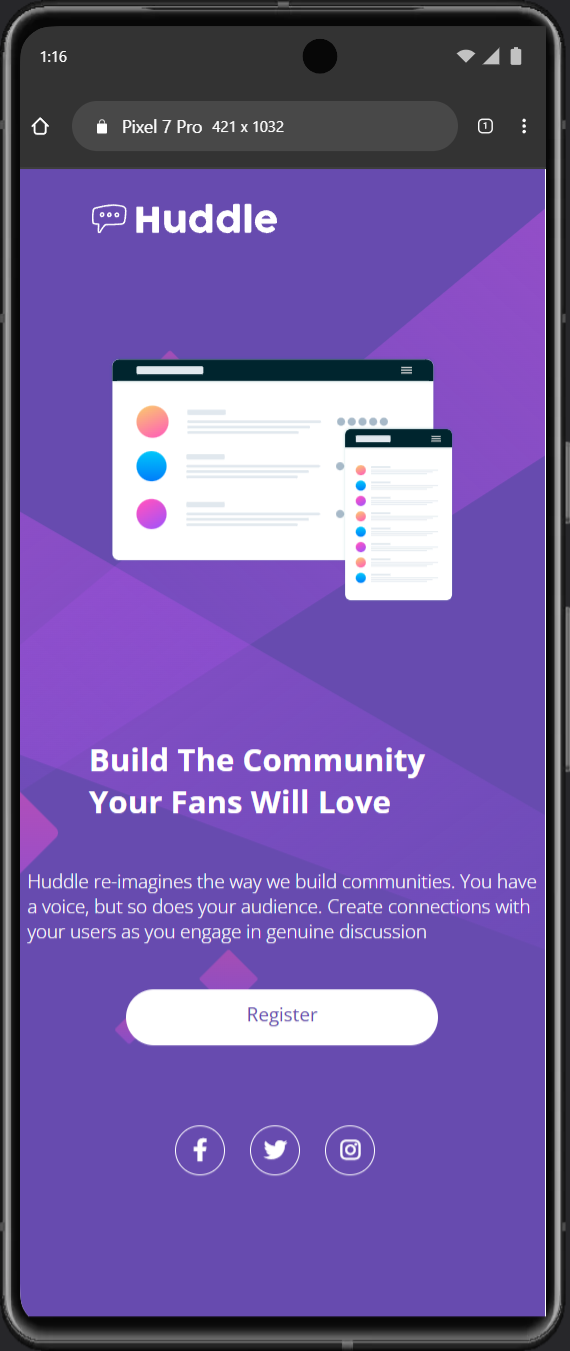 1:16
Pixel 7 Pro 421 x 1032
1
Huddle
Build The Community
Your Fans Will Love
Huddle re-imagines the way we build communities. You have
a voice, but so does your audience. Create connections with
your users as you engage in genuine discussion
Register